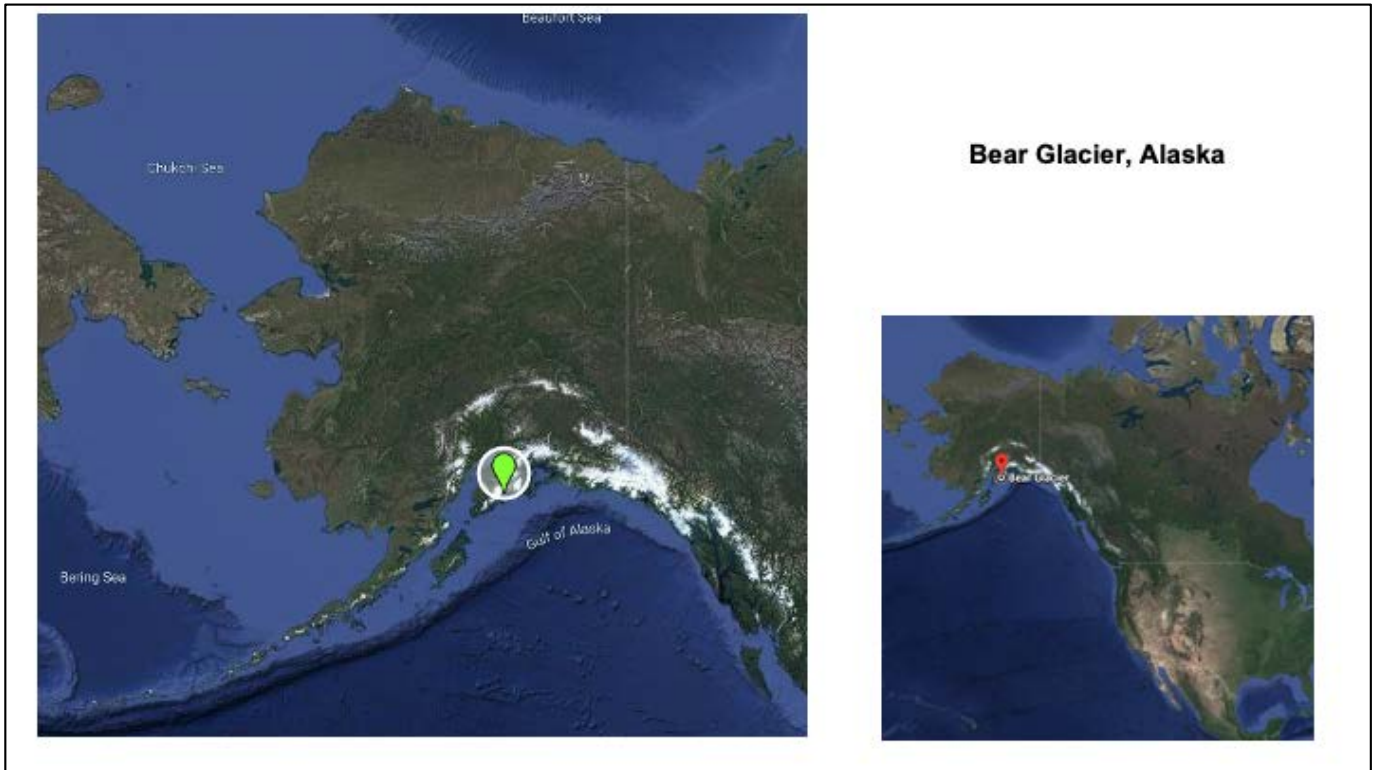 Beaufort Sea
Chukchi Sea
Bear Glacier, Alaska
Bear Glacier
Gulf of Alaska
Bering Sea